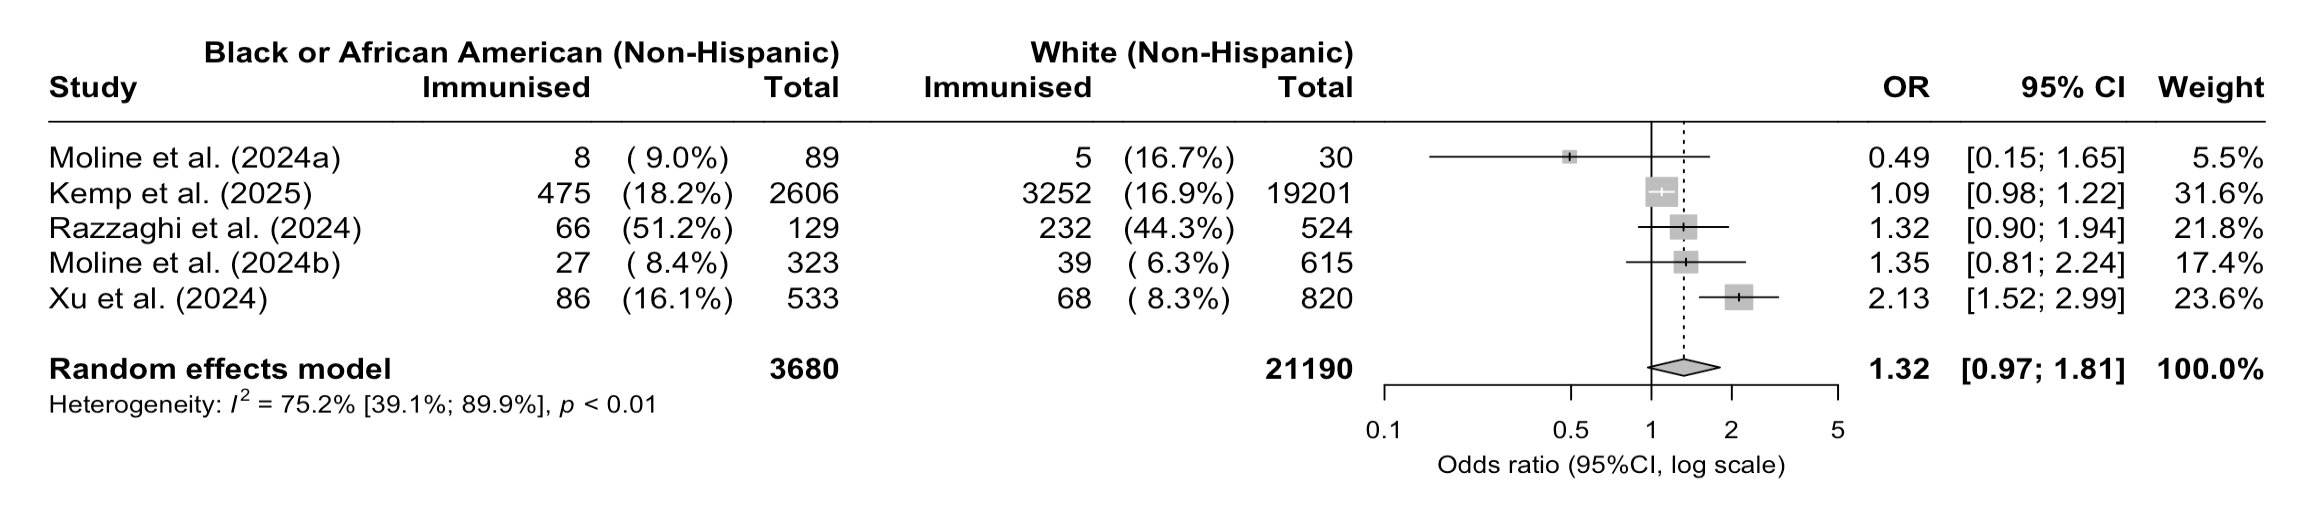 Black or African American (Non-Hispanic) White (Non-Hispanic)
Study Immunised Total Immunised Total OR 95% CI Weight
Moline et al. (2024a) 8 ( 9.0%) 89 5 (16.7%) 30 0.49 [0.15; 1.65] 5.5%
Kemp et al. (2025) 475 (18.2%) 2606 3252 (16.9%) 19201 1.09 [0.98; 1.22] 31.6%
Razzaghi et al. (2024) 66 (51.2%) 129 232 (44.3%) 524 1.32 [0.90; 1.94] 21.8%
Moline et al. (2024b) 27 ( 8.4%) 323 39 ( 6.3%) 615 1.35 [0.81; 2.24] 17.4%
Xu et al. (2024) 86 (16.1%) 533 68 ( 8.3%) 820 2.13 [1.52; 2.99] 23.6%
Random effects model 3680 21190 1.32 [0.97; 1.81] 100.0%
Heterogeneity: I² = 75.2% [39.1%; 89.9%], p < 0.01
0.1 0.5 1 2 5
Odds ratio (95%CI, log scale)